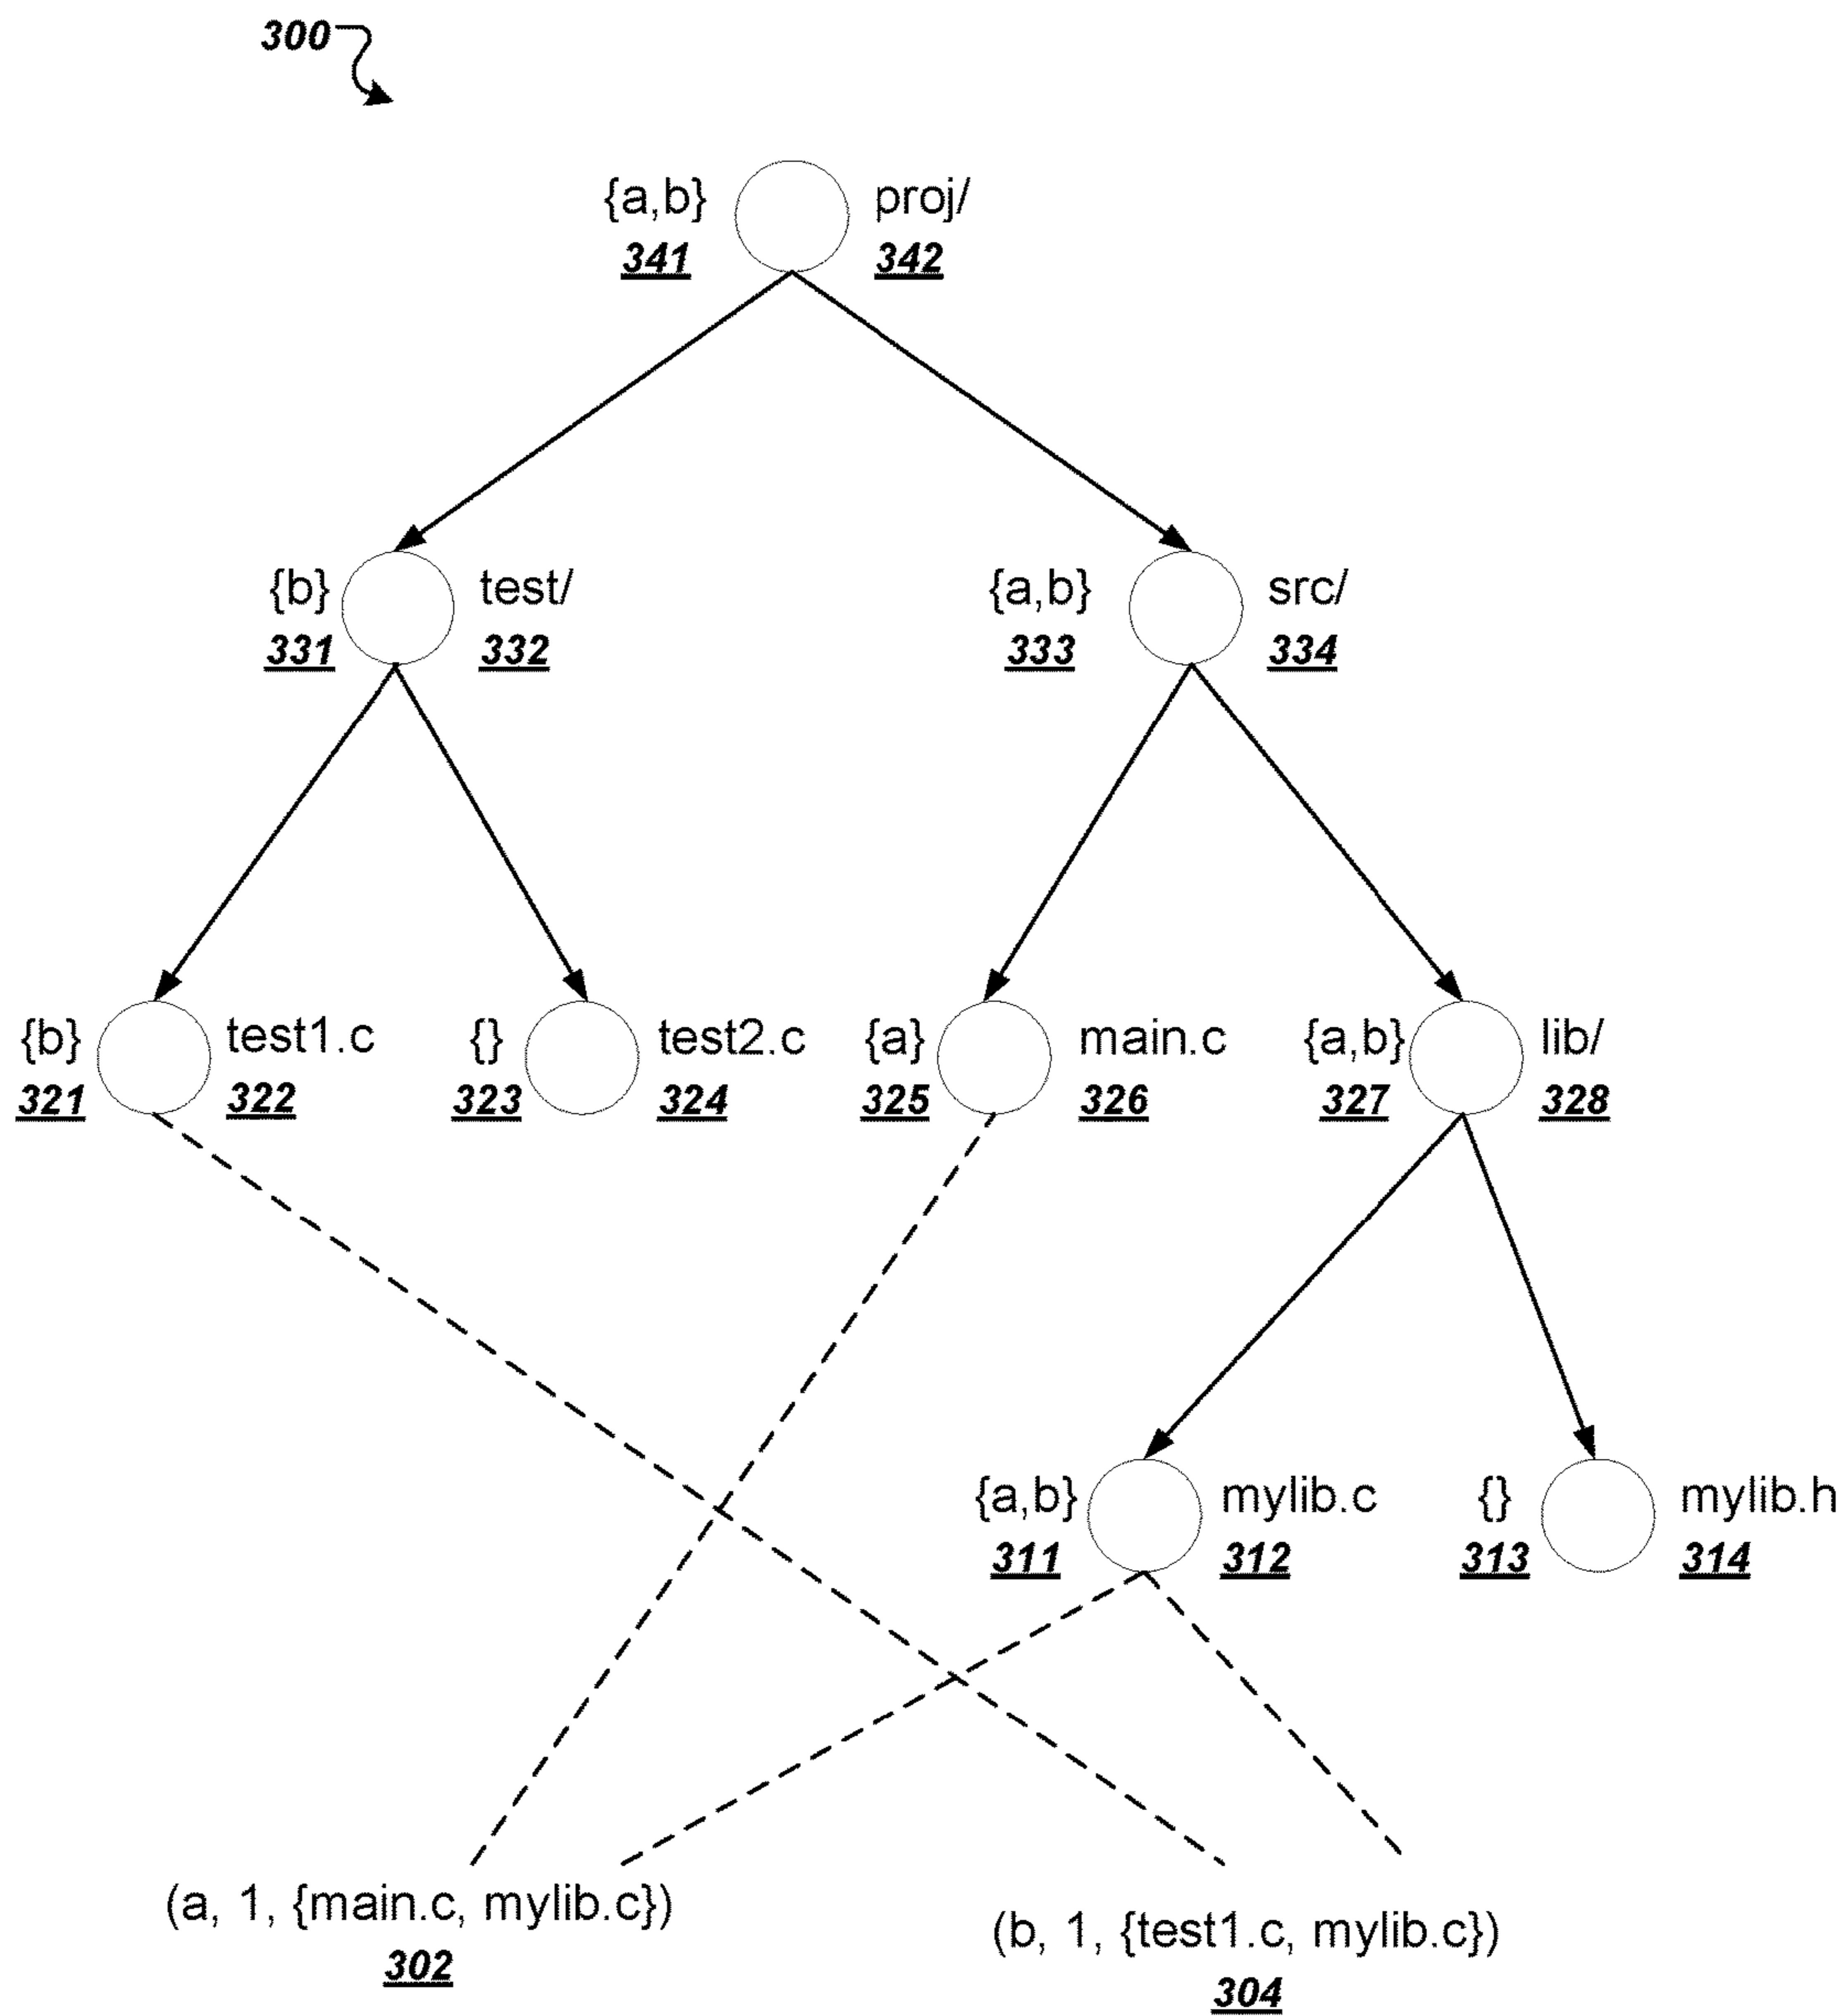 300
{a,b} proj/
341 342
{b} test/ {a,b} src/
331 332 333 334
{b} test1.c {} test2.c {a} main.c {a,b} lib/
321 322 323 324 325 326 327 328
{a,b} mylib.c {} mylib.h
311 312 313 314
(a, 1, {main.c, mylib.c})
302
(b, 1, {test1.c, mylib.c})
304